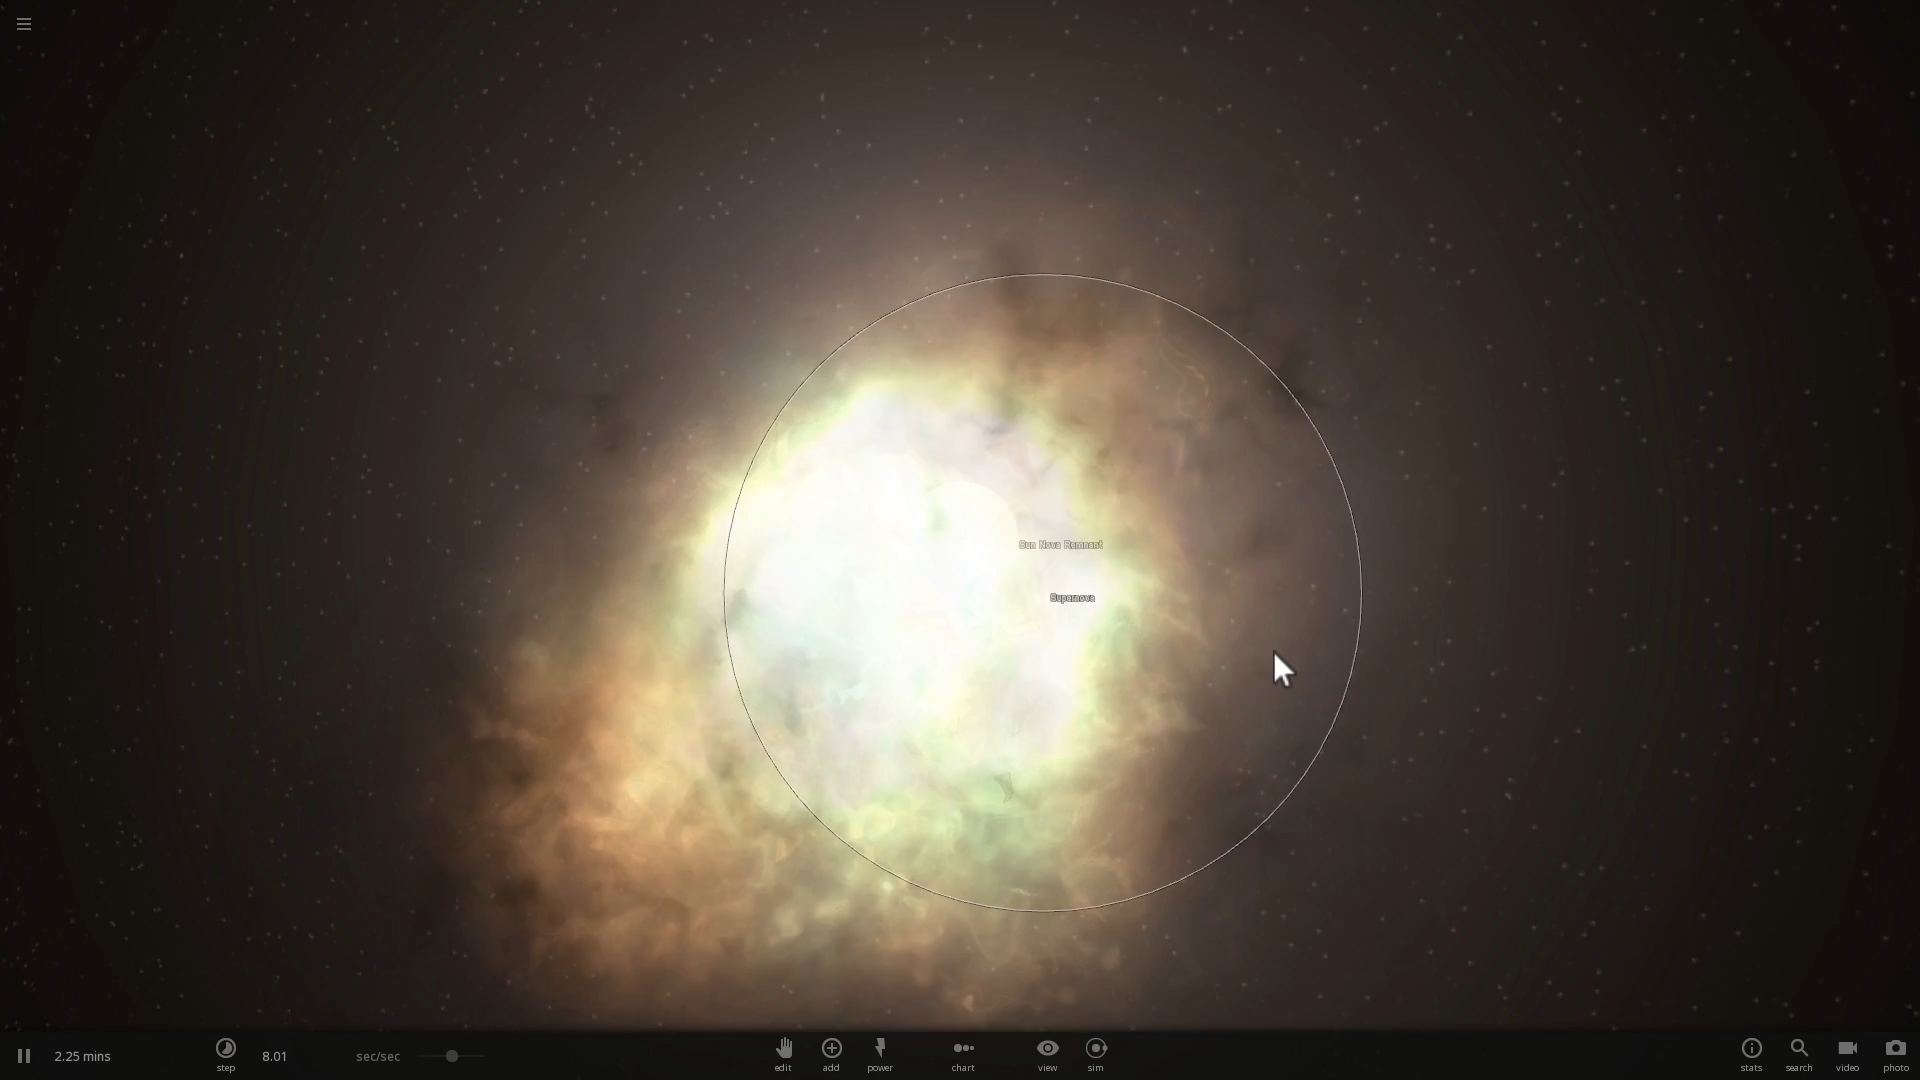 Sun Nova Remnant
Supernova
2.25 mins
step
8.01
sec/sec
edit
add
power
chart
view
sim
stats
search
video
photo